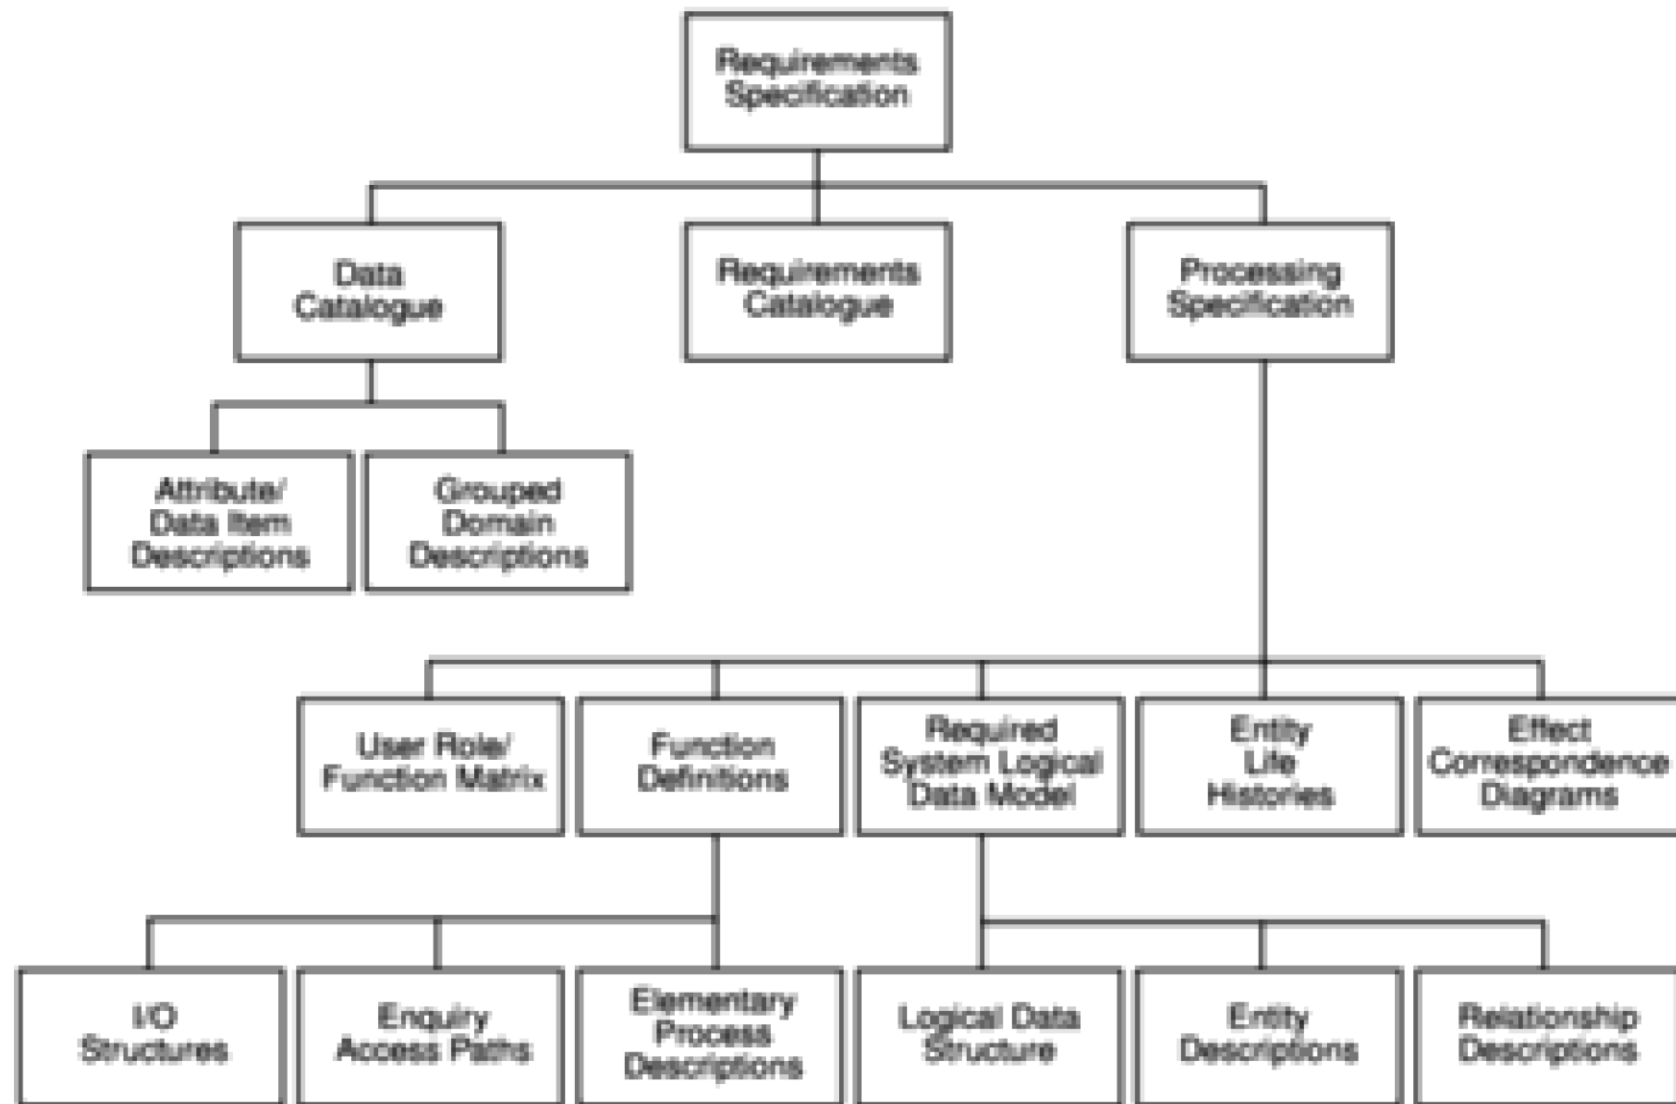 Requirements
Specification
Data
Catalogue
Requirements
Catalogue
Processing
Specification
Attribute/
Data Item
Descriptions
Grouped
Domain
Descriptions
User Role/
Function Matrix
Function
Definitions
Required
System Logical
Data Model
Entity
Life
Histories
Effect
Correspondence
Diagrams
I/O
Structures
Enquiry
Access Paths
Elementary
Process
Descriptions
Logical Data
Structure
Entity
Descriptions
Relationship
Descriptions